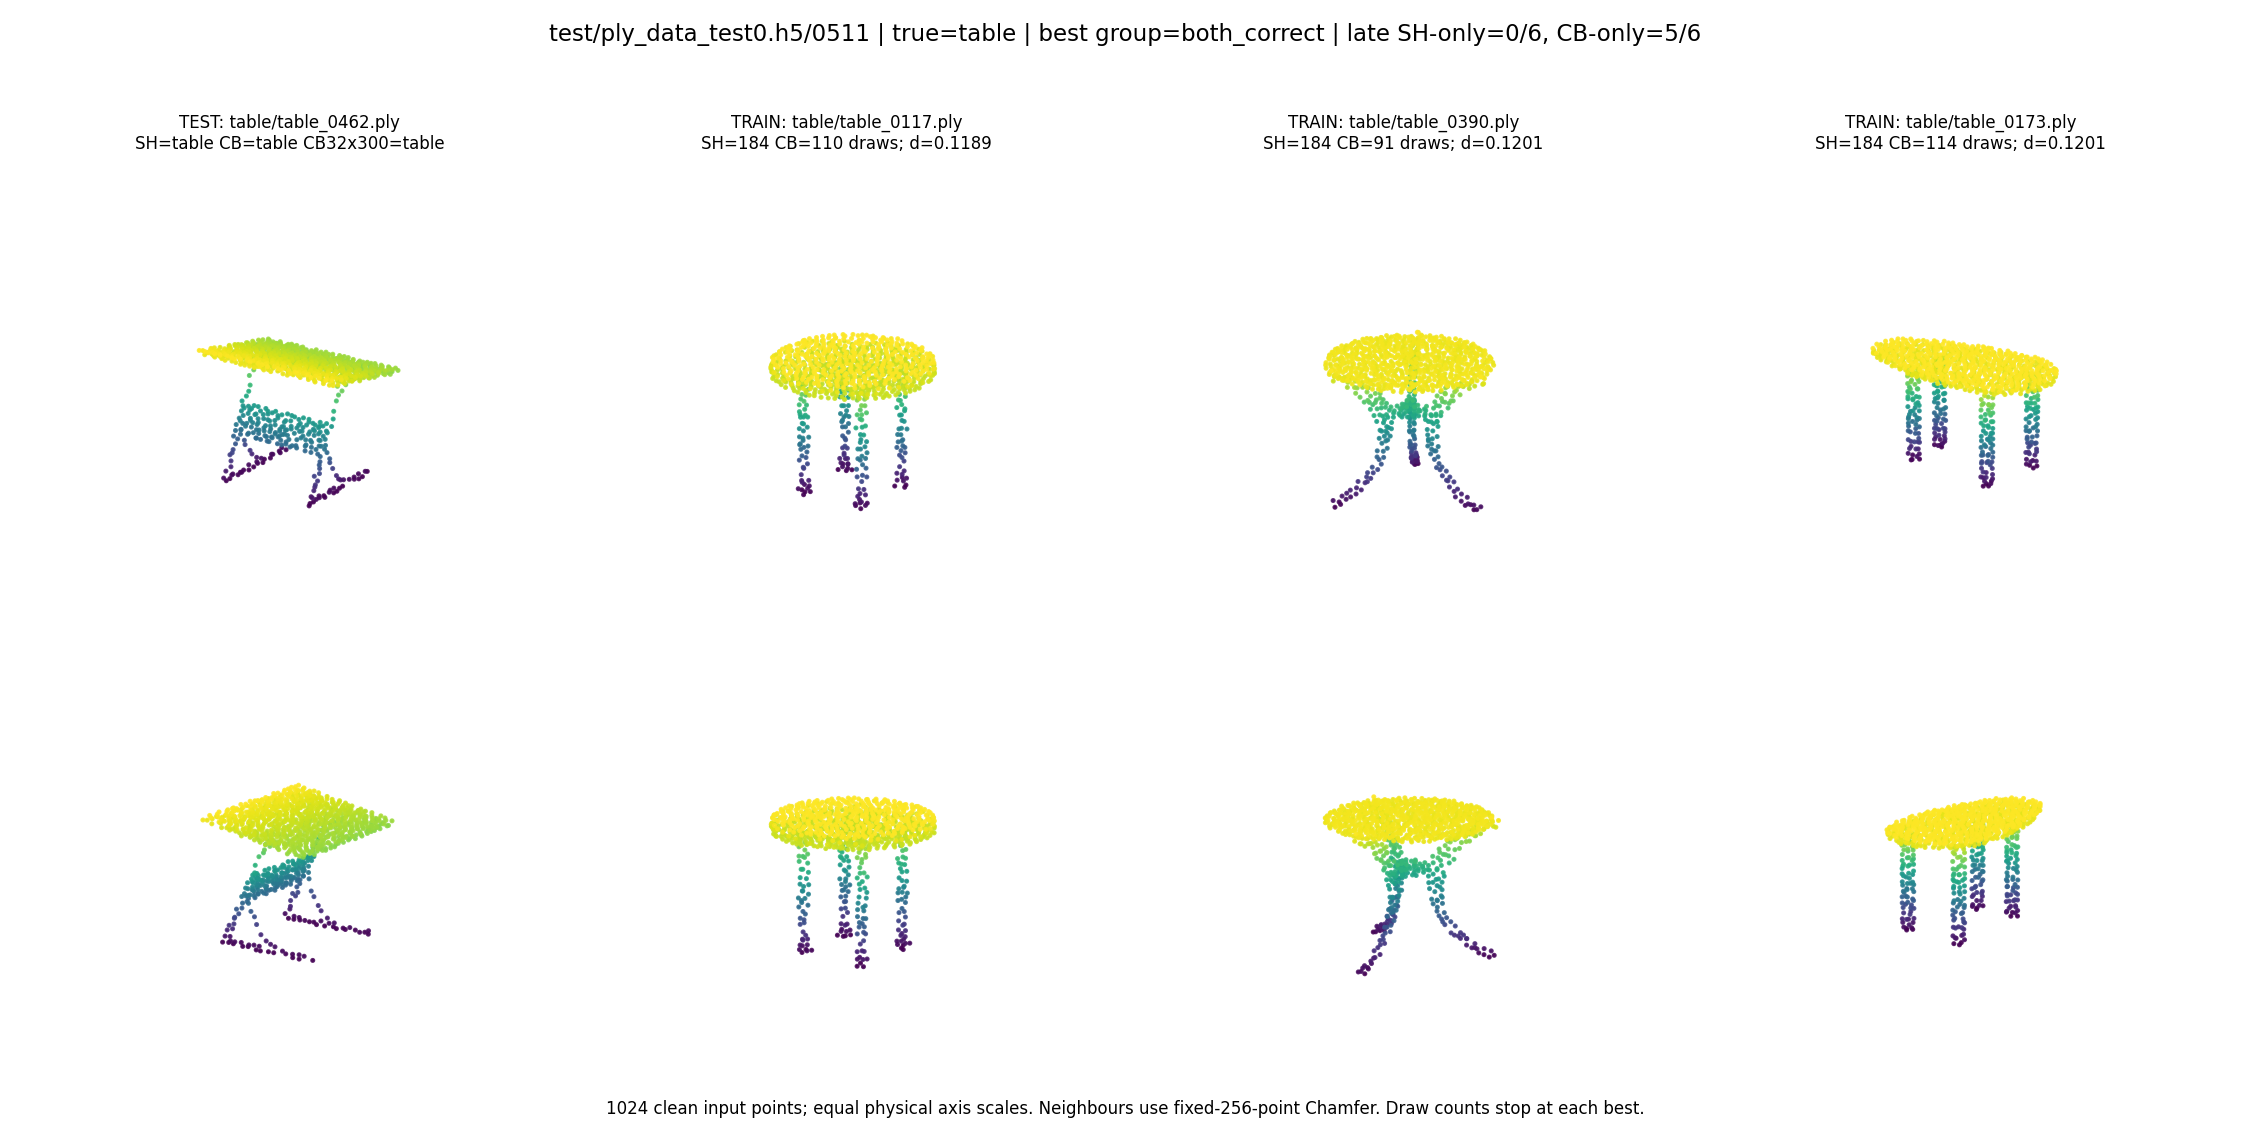 test/ply_data_test0.h5/0511 | true=table | best group=both_correct | late SH-only=0/6, CB-only=5/6
TEST: table/table_0462.ply
SH=table CB=table CB32x300=table
TRAIN: table/table_0117.ply
SH=184 CB=110 draws; d=0.1189
TRAIN: table/table_0390.ply
SH=184 CB=91 draws; d=0.1201
TRAIN: table/table_0173.ply
SH=184 CB=114 draws; d=0.1201
1024 clean input points; equal physical axis scales. Neighbours use fixed-256-point Chamfer. Draw counts stop at each best.